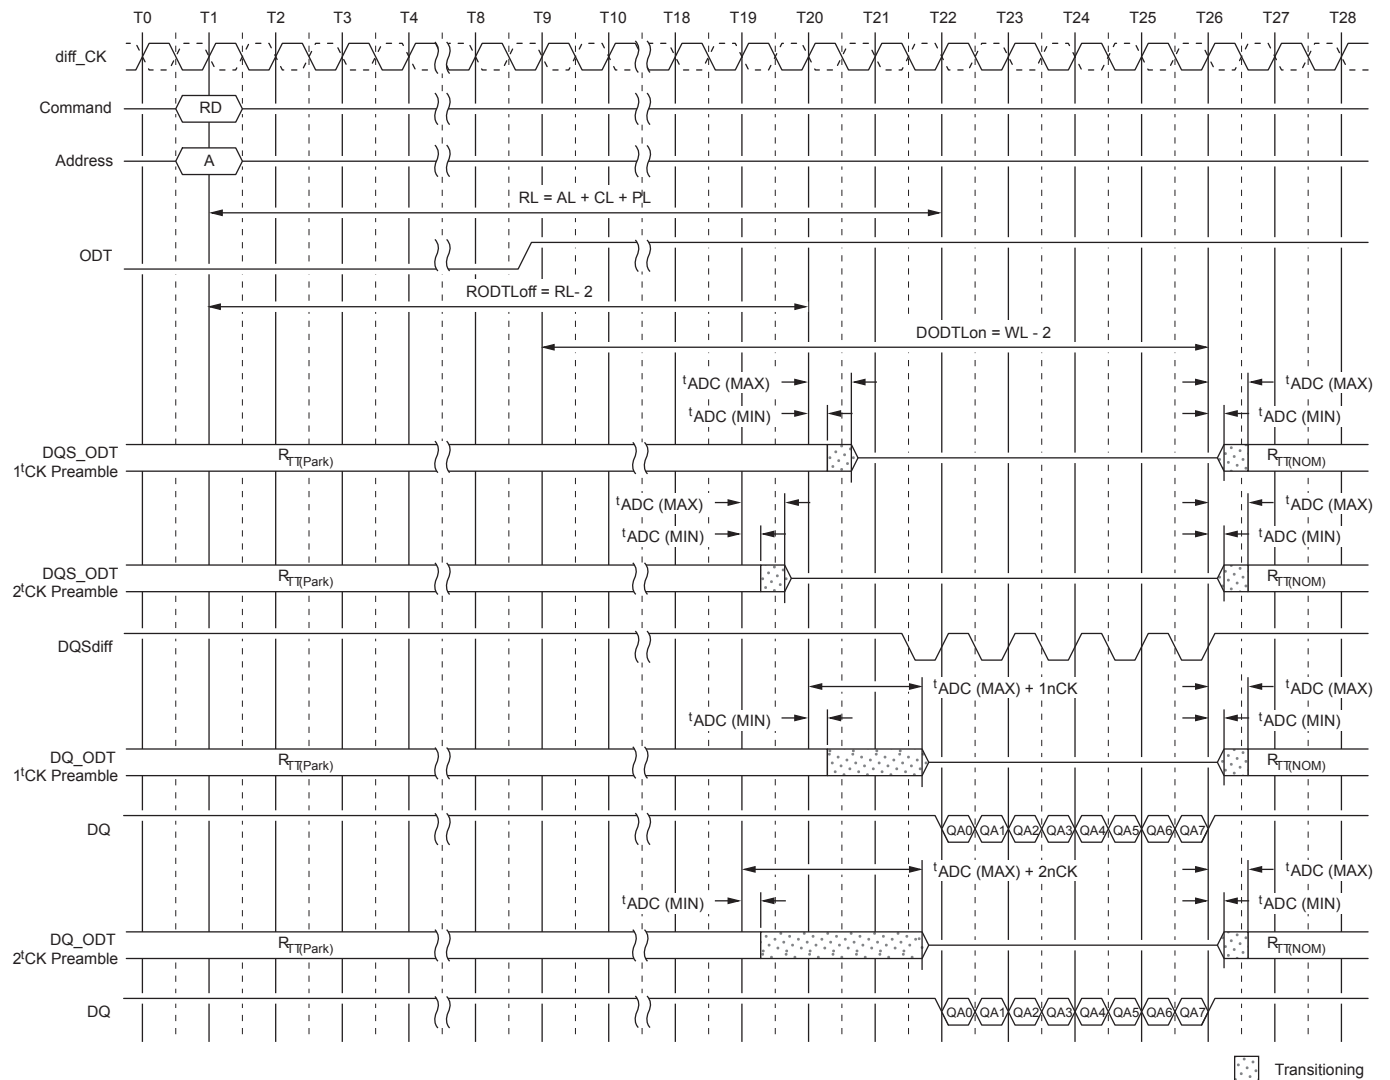 T0 T1 T2 T3 T4 T8 T9 T10 T18 T19 T20 T21 T22 T23 T24 T25 T26 T27 T28
diff_CK
Command RD
Address A
RL = AL + CL + PL
ODT
RODTLoff = RL- 2
DODTLon = WL - 2
tADC (MAX) tADC (MAX)
tADC (MIN) tADC (MIN)
DQS_ODT
1tCK Preamble RTT(Park) RTT(NOM)
tADC (MAX) tADC (MAX)
tADC (MIN) tADC (MIN)
DQS_ODT
2tCK Preamble RTT(Park) RTT(NOM)
DQSdiff
tADC (MAX) + 1nCK tADC (MAX)
tADC (MIN) tADC (MIN)
DQ_ODT
1tCK Preamble RTT(Park) RTT(NOM)
DQ QA0 QA1 QA2 QA3 QA4 QA5 QA6 QA7
tADC (MAX) + 2nCK tADC (MAX)
tADC (MIN) tADC (MIN)
DQ_ODT
2tCK Preamble RTT(Park) RTT(NOM)
DQ QA0 QA1 QA2 QA3 QA4 QA5 QA6 QA7
Transitioning